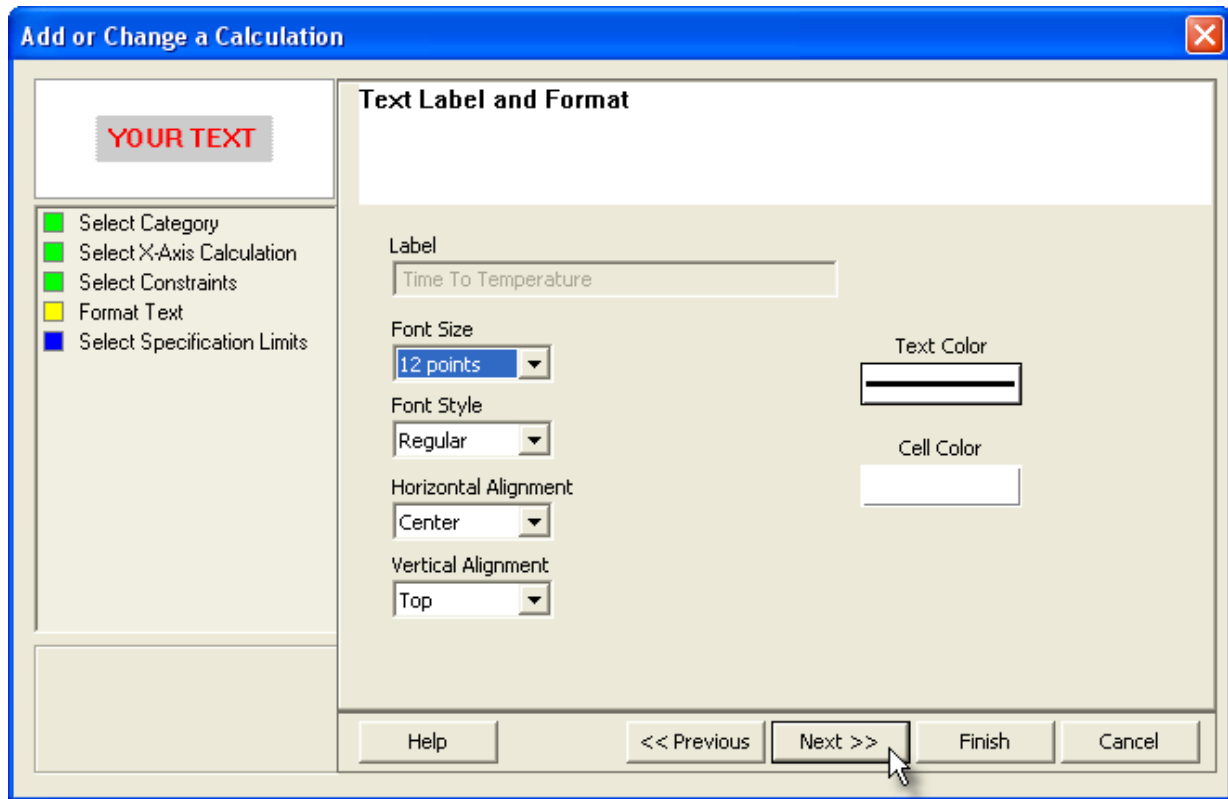 Add or Change a Calculation
YOUR TEXT
Select Category
Select X-Axis Calculation
Select Constraints
Format Text
Select Specification Limits
Text Label and Format
Label
Time To Temperature
Font Size
12 points
Font Style
Regular
Horizontal Alignment
Center
Vertical Alignment
Top
Text Color
Cell Color
Help
<< Previous
Next >>
Finish
Cancel